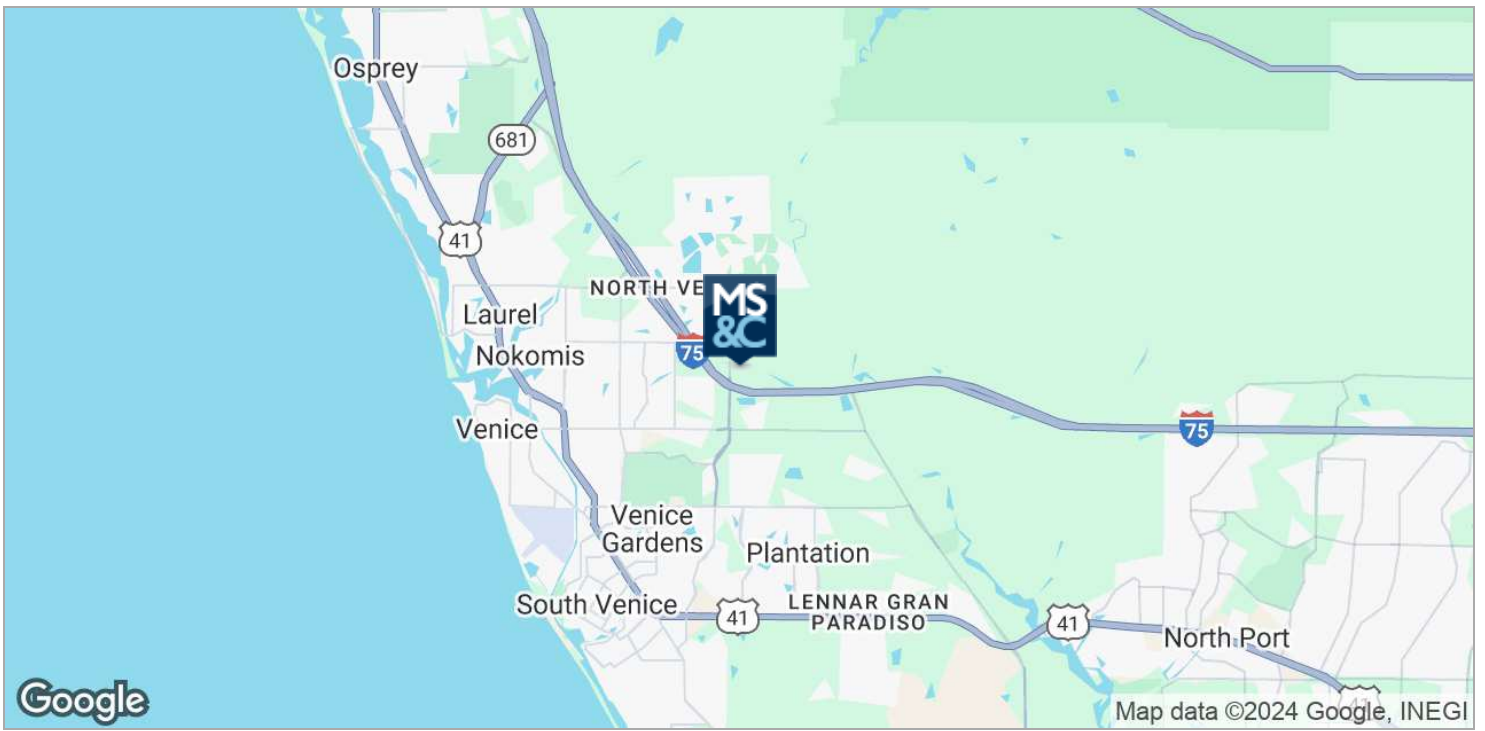 Osprey
681
41
NORTH VE
MS
&C
Laurel
75
Nokomis
75
Venice
Venice
Gardens
Plantation
South Venice
LENNAR GRAN
PARADISO
41
41
North Port
41
Google
Map data ©2024 Google, INEGI